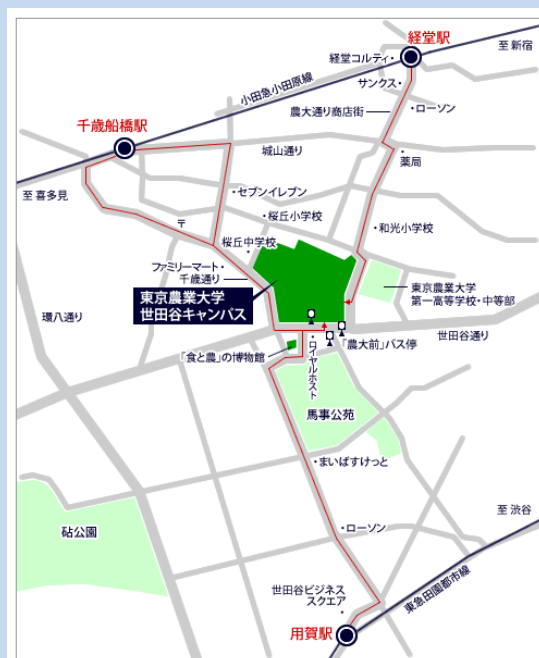 経堂駅
至 新宿
経堂コルティ・
サンクス・
小田急小田原線
農大通り商店街
・ローソン
千歳船橋駅
城山通り
・薬局
至 喜多見
・セブンイレブン
〒
・桜丘小学校
・和光小学校
桜丘中学校
ファミリーマート・
千歳通り
東京農業大学
第一高等学校・中等部
東京農業大学
世田谷キャンパス
環八通り
世田谷通り
「農大前」バス停
「食と農」の博物館
・ロイヤルホスト
馬事公苑
・まいばすけっと
至 渋谷
砧公園
・ローソン
東急田園都市線
世田谷ビジネス
スクエア
・
用賀駅